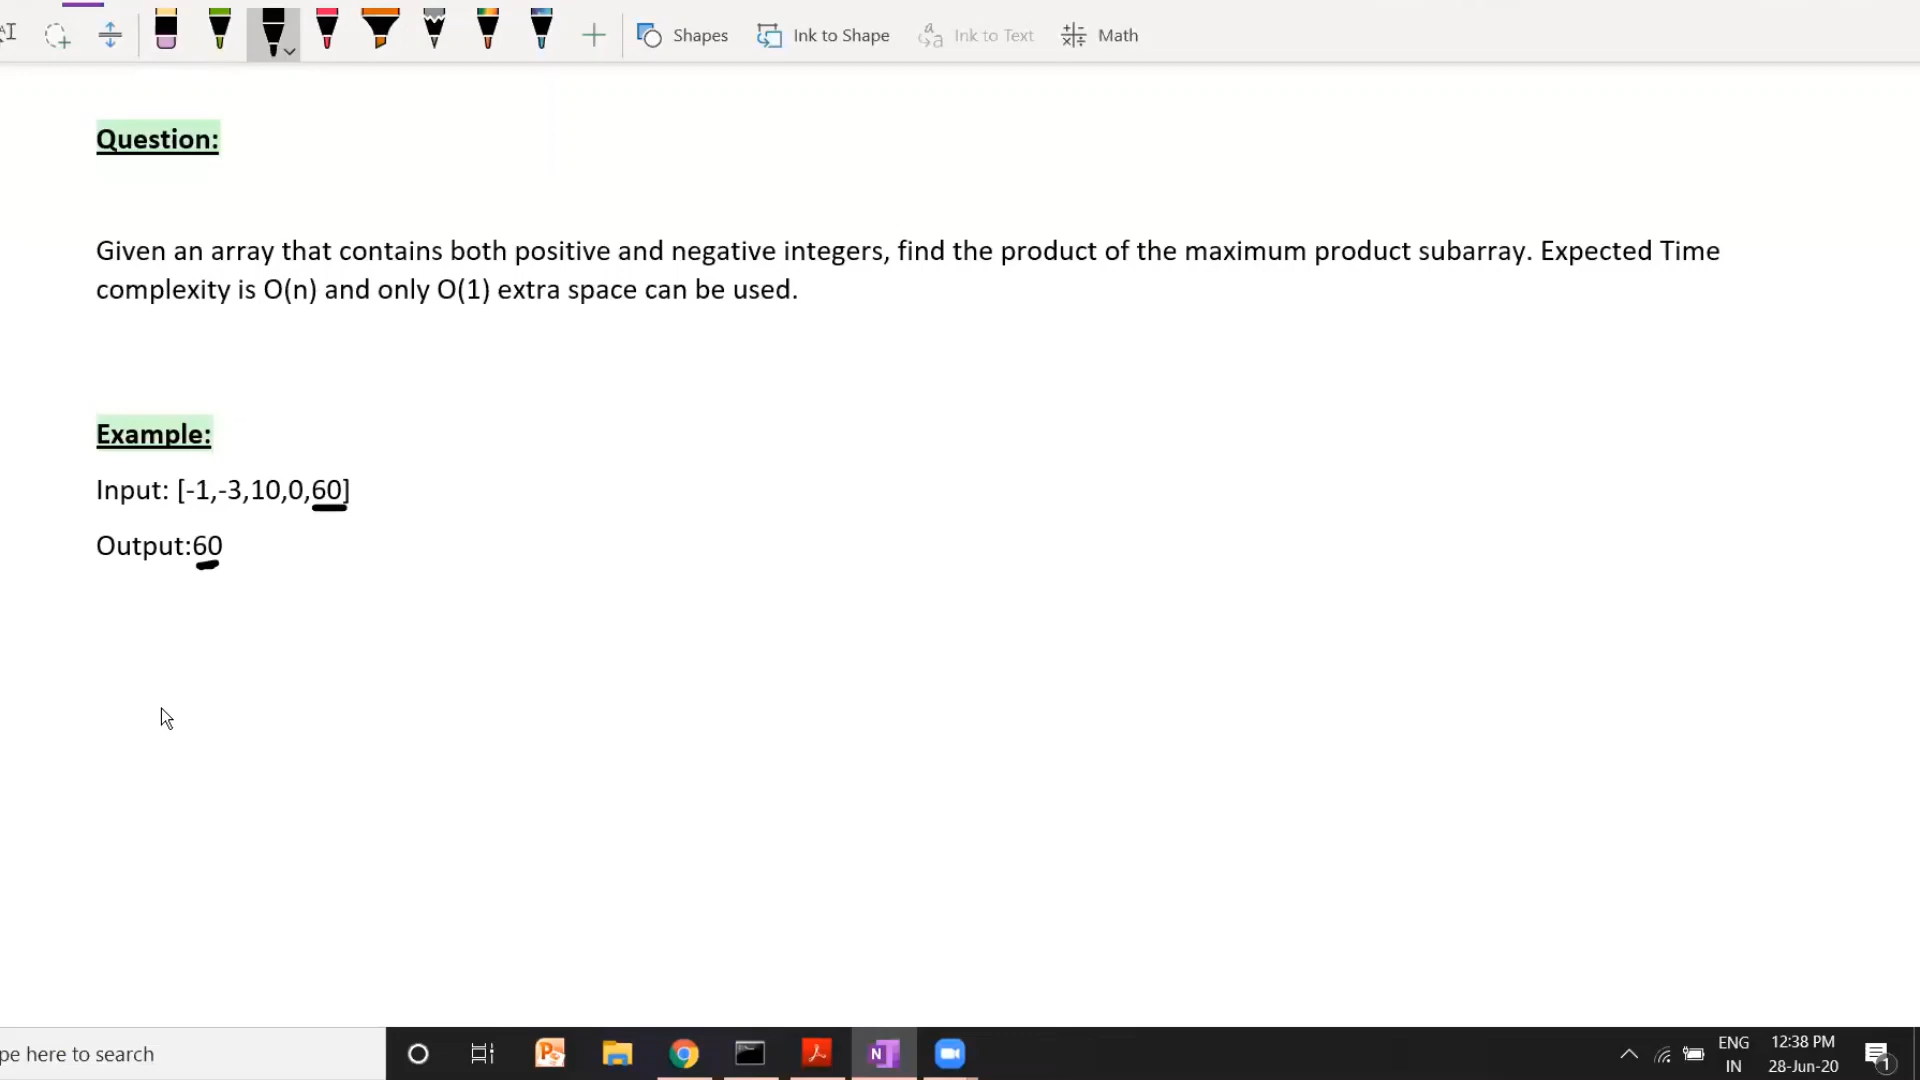 Shapes
Ink to Shape
Ink to Text
Math
Question:
Given an array that contains both positive and negative integers, find the product of the maximum product subarray. Expected Time
complexity is O(n) and only O(1) extra space can be used.
Example:
Input: [-1,-3,10,0,60]
Output:60
pe here to search
ENG
IN
12:38 PM
28-Jun-20
1